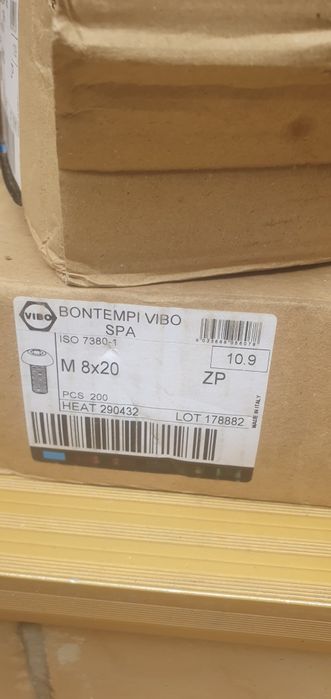 VIBO
BONTEMPI VIBO
SPA
ISO 7380-1
10.9
M 8x20
ZP
PCS 200
HEAT 290432
LOT 178882
MADE IN ITALY